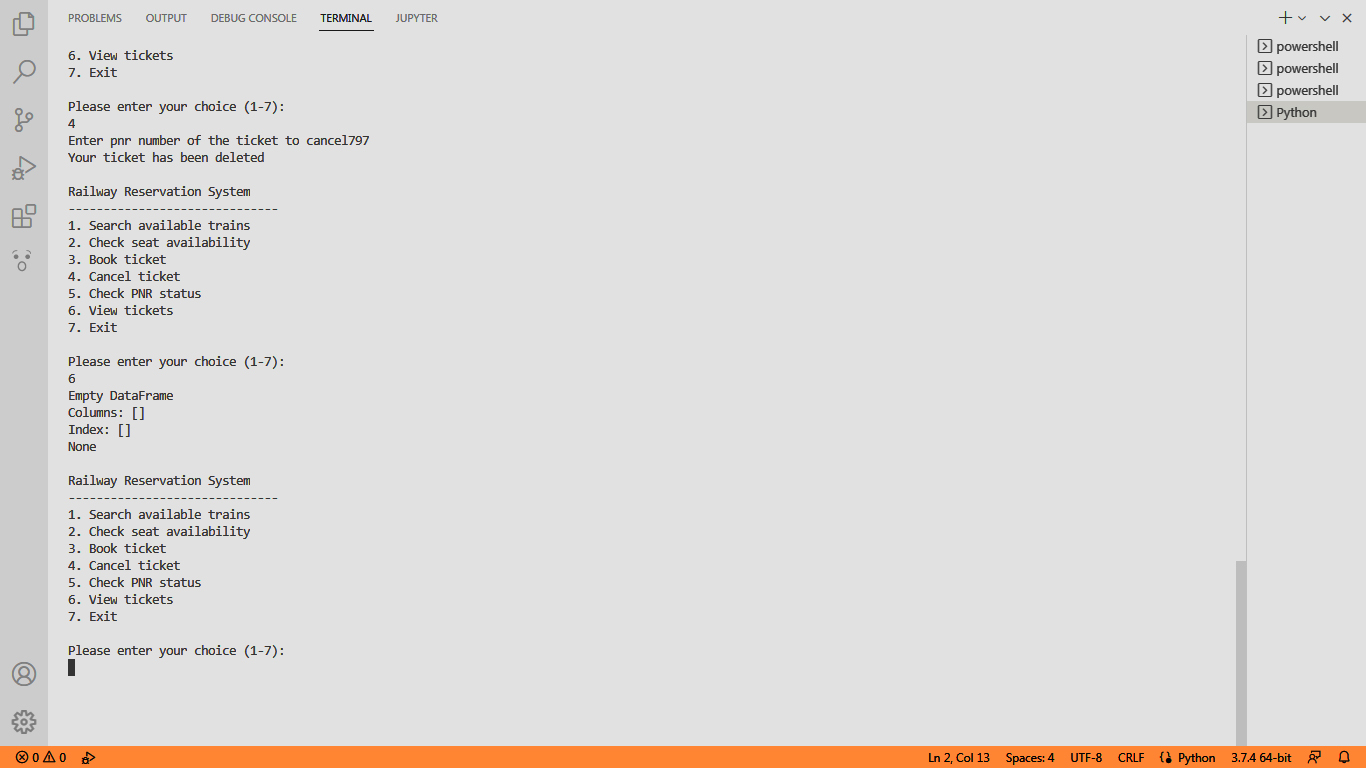 PROBLEMS OUTPUT DEBUG CONSOLE TERMINAL JUPYTER
6. View tickets
7. Exit
Please enter your choice (1-7):
4
Enter pnr number of the ticket to cancel797
Your ticket has been deleted
Railway Reservation System
------------------------------
1. Search available trains
2. Check seat availability
3. Book ticket
4. Cancel ticket
5. Check PNR status
6. View tickets
7. Exit
Please enter your choice (1-7):
6
Empty DataFrame
Columns: []
Index: []
None
Railway Reservation System
------------------------------
1. Search available trains
2. Check seat availability
3. Book ticket
4. Cancel ticket
5. Check PNR status
6. View tickets
7. Exit
Please enter your choice (1-7):
powershell
powershell
powershell
Python
0 0 Ln 2, Col 13 Spaces: 4 UTF-8 CRLF Python 3.7.4 64-bit